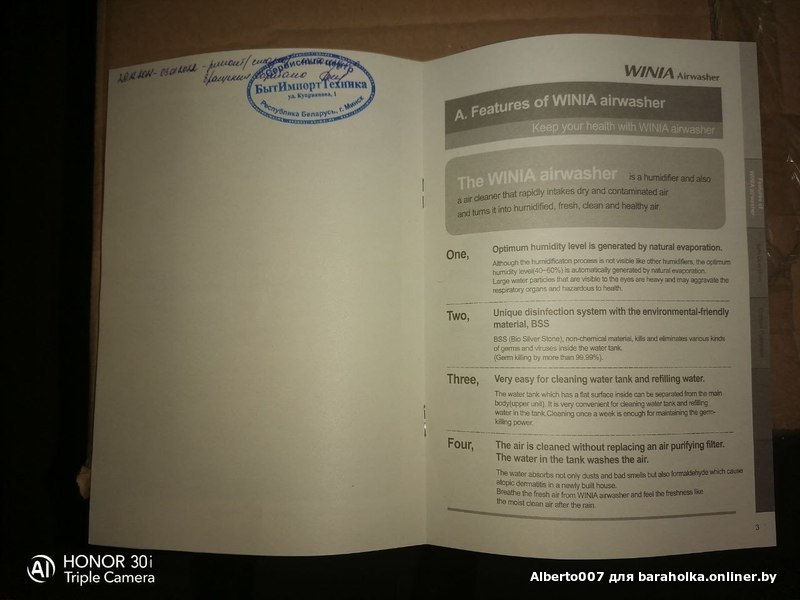 Сервисный центр
БытИмпортТехника
ул. Куприянова, 1
Республика Беларусь, г. Минск
WINIA Airwasher
A. Features of WINIA airwasher
Keep your health with WINIA airwasher
The WINIA airwasher is a humidifier and also
a air cleaner that rapidly intakes dry and contaminated air
and turns it into humidified, fresh, clean and healthy air.
One,
Optimum humidity level is generated by natural evaporation.
Although the humidification process is not visible like other humidifiers, the optimum
humidity level(40~60%) is automatically generated by natural evaporation.
Large water particles that are visible to the eyes are heavy and may aggravate the
respiratory organs and hazardous to health.
Two,
Unique disinfection system with the environmental-friendly
material, BSS
BSS (Bio Silver Stone), non-chemical material, kills and eliminates various kinds
of germs and viruses inside the water tank.
(Germ killing by more than 99.99%).
Three,
Very easy for cleaning water tank and refilling water.
The water tank which has a flat surface inside can be separated from the main
body(upper unit). It is very convenient for cleaning water tank and refilling
water in the tank.Cleaning once a week is enough for maintaining the germ-
killing power.
Four,
The air is cleaned without replacing an air purifying filter.
The water in the tank washes the air.
The water absorbs not only dusts and bad smells but also formaldehyde which cause
atopic dermatitis in a newly built house.
Breathe the fresh air from WINIA airwasher and feel the freshness like
the moist clean air after the rain.
3
HONOR 30i
Triple Camera
Alberto007 для baraholka.onliner.by